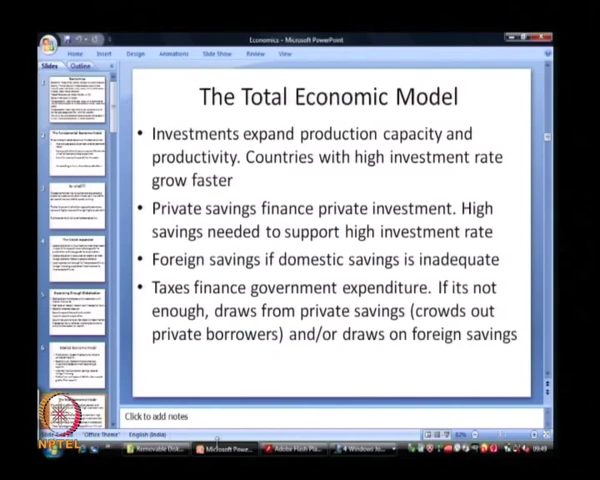 Economics - Microsoft PowerPoint
Home Insert Design Animations Slide Show Review View
Slides Outline
The Total Economic Model
• Investments expand production capacity and
productivity. Countries with high investment rate
grow faster
• Private savings finance private investment. High
savings needed to support high investment rate
• Foreign savings if domestic savings is inadequate
• Taxes finance government expenditure. If its not
enough, draws from private savings (crowds out
private borrowers) and/or draws on foreign savings
Click to add notes
"Office Theme" English (India)
NPTEL
Removable Disk... Microsoft Pow... Adobe Flash Pla... 4 Windows